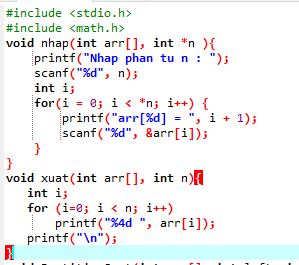 #include <stdio.h>
#include <math.h>
void nhap(int arr[], int *n ){
    printf("Nhap phan tu n : ");
    scanf("%d", n);
    int i;
    for(i = 0; i < *n; i++) {
        printf("arr[%d] = ", i + 1);
        scanf("%d", &arr[i]);
    }
}
void xuat(int arr[], int n){
   int i;
   for (i=0; i < n; i++)
       printf("%4d ", arr[i]);
   printf("\n");
}